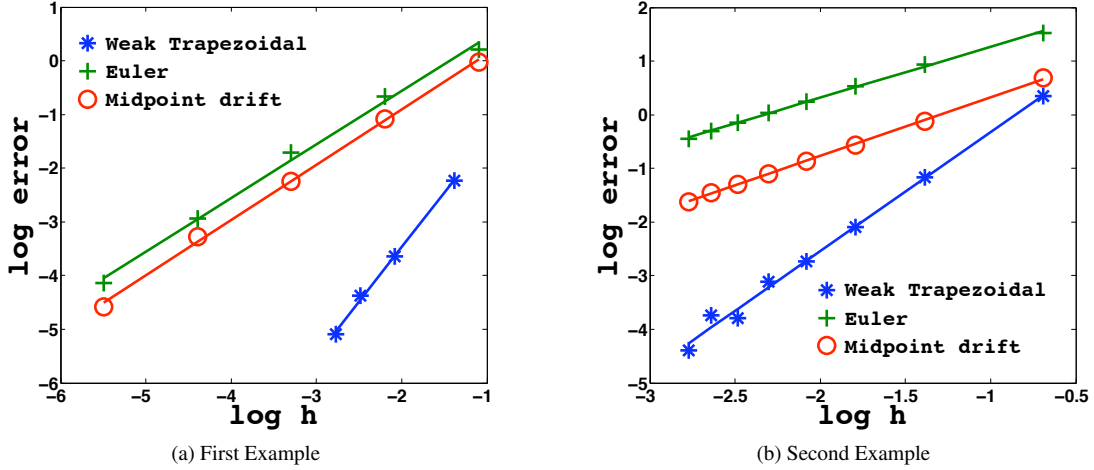 1
0
−1
−2
−3
−4
−5
−6
−6 −5 −4 −3 −2 −1
log error
log h
Weak Trapezoidal
Euler
Midpoint drift
(a) First Example
2
1
0
−1
−2
−3
−4
−5
−3 −2.5 −2 −1.5 −1 −0.5
log error
log h
Weak Trapezoidal
Euler
Midpoint drift
(b) Second Example